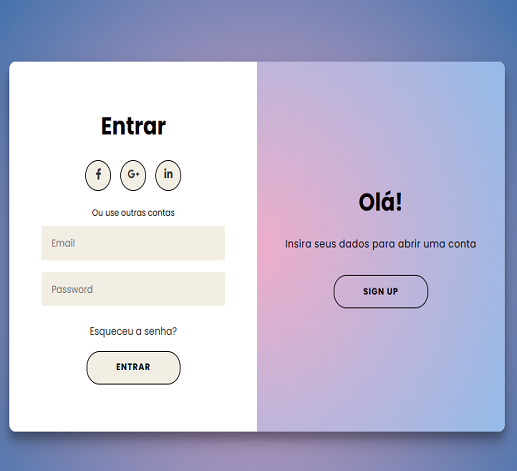 Entrar
f G+ in
Ou use outras contas
Email
Password
Esqueceu a senha?
ENTRAR
Olá!
Insira seus dados para abrir uma conta
SIGN UP